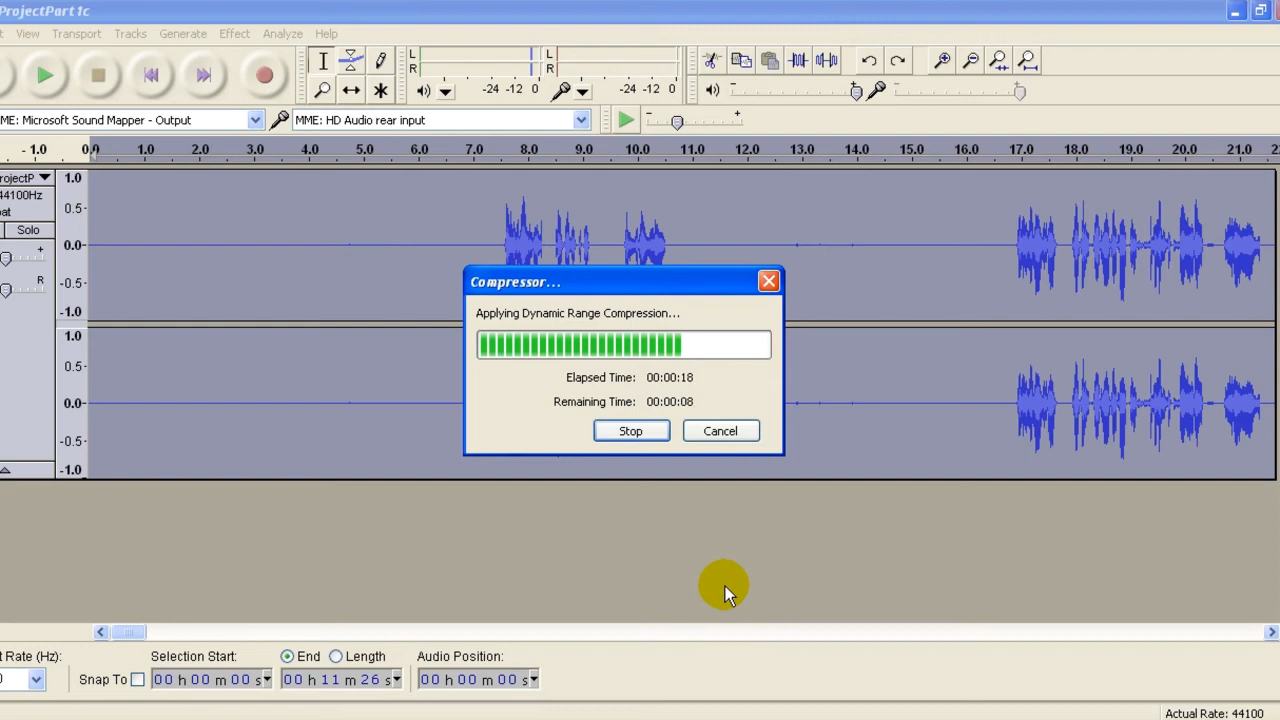 ProjectPart1c
View Transport Tracks Generate Effect Analyze Help
L
R
-24 -12 0
L
R
-24 -12 0
- +
- +
ME: Microsoft Sound Mapper - Output
MME: HD Audio rear input
- +
- 1.0 0.0 1.0 2.0 3.0 4.0 5.0 6.0 7.0 8.0 9.0 10.0 11.0 12.0 13.0 14.0 15.0 16.0 17.0 18.0 19.0 20.0 21.0 22
rojectP
44100Hz
oat
Solo
+
R
1.0
0.5-
0.0-
-0.5-
-1.0
1.0
0.5-
0.0-
-0.5-
-1.0
Compressor...
Applying Dynamic Range Compression...
Elapsed Time: 00:00:18
Remaining Time: 00:00:08
Stop Cancel
t Rate (Hz): Selection Start: End Length Audio Position:
0 Snap To 00 h 00 m 00 s 00 h 11 m 26 s 00 h 00 m 00 s
Actual Rate: 44100